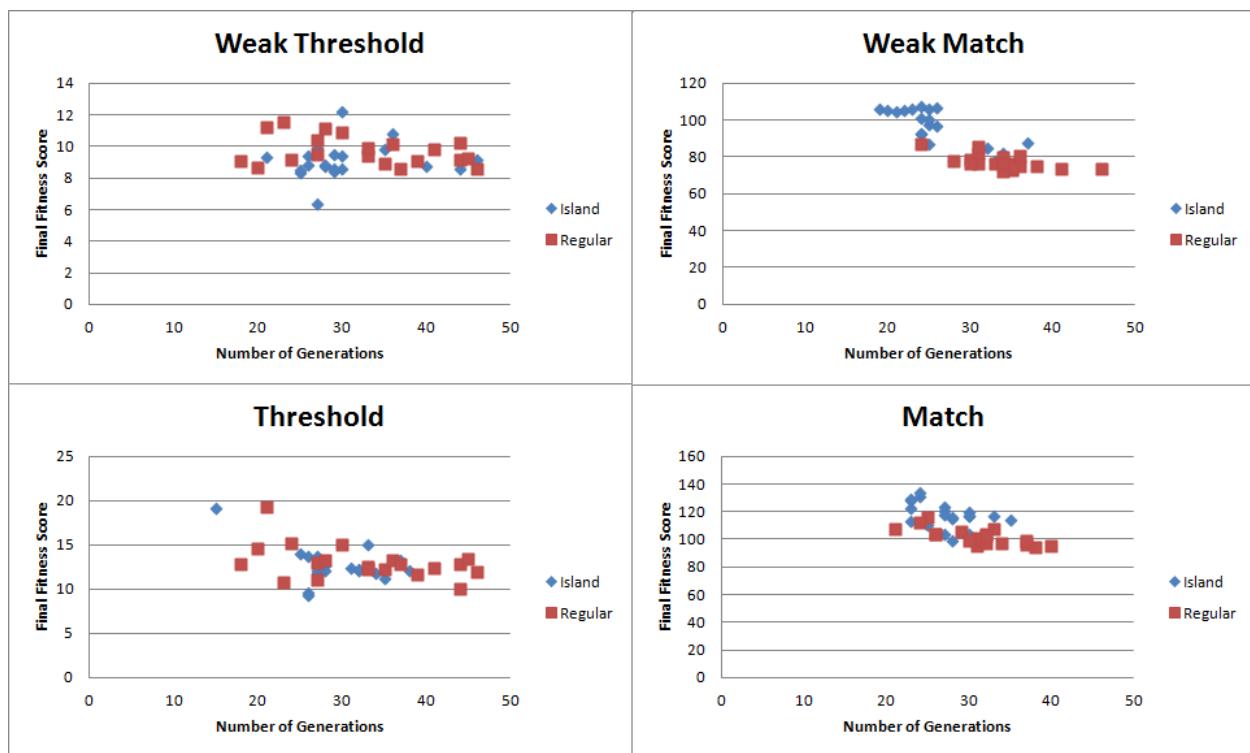 Weak Threshold
Final Fitness Score
14
12
10
8
6
4
2
0
0 10 20 30 40 50
Number of Generations
Island
Regular
Weak Match
Final Fitness Score
120
100
80
60
40
20
0
0 10 20 30 40 50
Number of Generations
Island
Regular
Threshold
Final Fitness Score
25
20
15
10
5
0
0 10 20 30 40 50
Number of Generations
Island
Regular
Match
Final Fitness Score
160
140
120
100
80
60
40
20
0
0 10 20 30 40 50
Number of Generations
Island
Regular